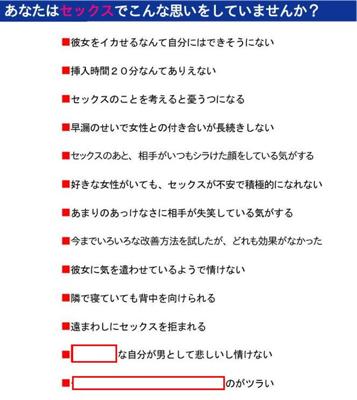 あなたはセックスでこんな思いをしていませんか？
■彼女をイカせるなんて自分にはできそうにない
■挿入時間２０分なんてありえない
■セックスのことを考えると憂うつになる
■早漏のせいで女性との付き合いが長続きしない
■セックスのあと、相手がいつもシラけた顔をしている気がする
■好きな女性がいても、セックスが不安で積極的になれない
■あまりのあっけなさに相手が失笑している気がする
■今までいろいろな改善方法を試したが、どれも効果がなかった
■彼女に気を遣わせているようで情けない
■隣で寝ていても背中を向けられる
■遠まわしにセックスを拒まれる
■な自分が男として悲しいし情けない
■のがツラい